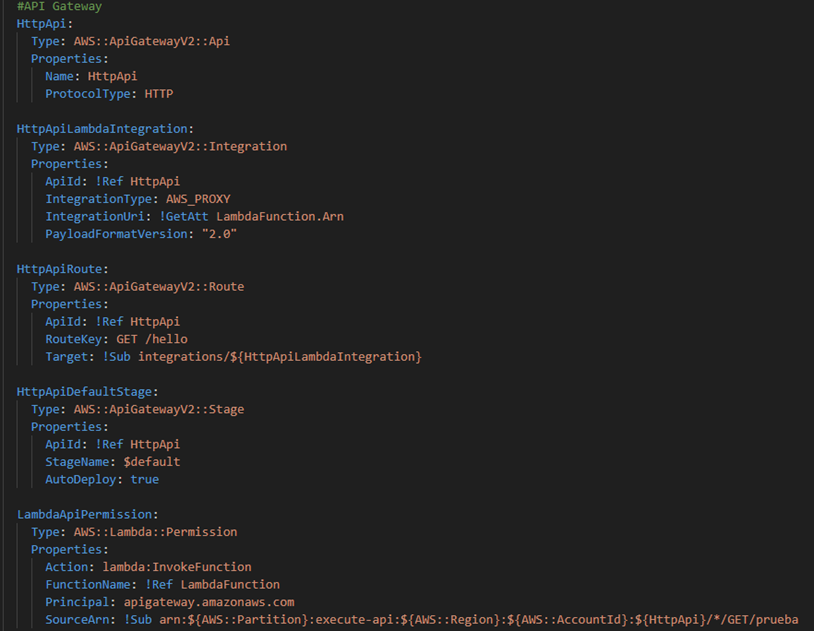 #API Gateway
HttpApi:
Type: AWS::ApiGatewayV2::Api
Properties:
Name: HttpApi
ProtocolType: HTTP
HttpApiLambdaIntegration:
Type: AWS::ApiGatewayV2::Integration
Properties:
ApiId: !Ref HttpApi
IntegrationType: AWS_PROXY
IntegrationUri: !GetAtt LambdaFunction.Arn
PayloadFormatVersion: "2.0"
HttpApiRoute:
Type: AWS::ApiGatewayV2::Route
Properties:
ApiId: !Ref HttpApi
RouteKey: GET /hello
Target: !Sub integrations/${HttpApiLambdaIntegration}
HttpApiDefaultStage:
Type: AWS::ApiGatewayV2::Stage
Properties:
ApiId: !Ref HttpApi
StageName: $default
AutoDeploy: true
LambdaApiPermission:
Type: AWS::Lambda::Permission
Properties:
Action: lambda:InvokeFunction
FunctionName: !Ref LambdaFunction
Principal: apigateway.amazonaws.com
SourceArn: !Sub arn:${AWS::Partition}:execute-api:${AWS::Region}:${AWS::AccountId}:${HttpApi}/*/GET/prueba